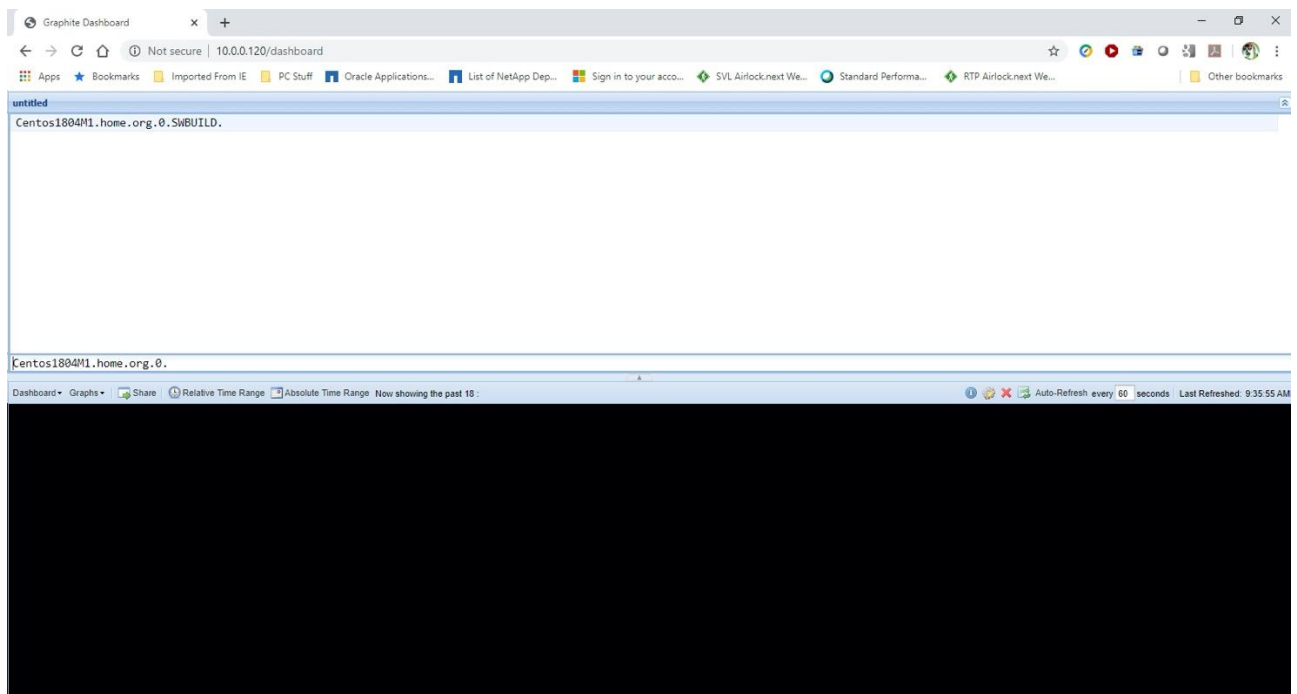 Graphite Dashboard
Not secure | 10.0.0.120/dashboard
Apps Bookmarks Imported From IE PC Stuff Oracle Applications... List of NetApp Dep... Sign in to your acco... SVL Airlock.next We... Standard Performa... RTP Airlock.next We... Other bookmarks
untitled
Centos1804M1.home.org.0.SWBUILD.
Centos1804M1.home.org.0.
Dashboard Graphs Share Relative Time Range Absolute Time Range Now showing the past 18 : Auto-Refresh every 60 seconds Last Refreshed: 9:35:55 AM